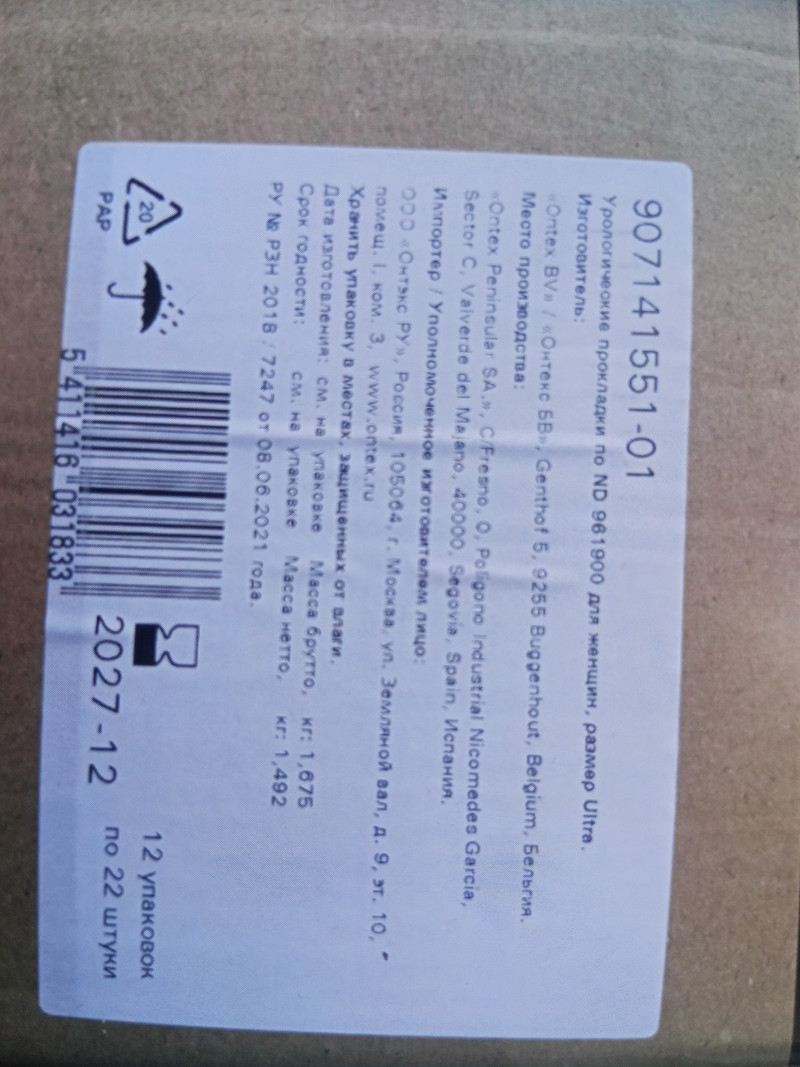 907141551-01
Урологические прокладки по ND 961900 для женщин, размер Ultra.
Изготовитель:
«Ontex BV» / «Онтекс БВ», Genthof 5, 9255 Buggenhout, Belgium, Бельгия.
Место производства:
«Ontex Peninsular SA.», C/Fresno, 0, Poligono Industrial Nicomedes Garcia,
Sector C, Valverde del Majano, 40000, Segovia, Spain, Испания.
Импортер / Уполномоченное изготовителем лицо:
ООО «Онтэкс РУ», Россия, 105064, г. Москва, ул. Земляной вал, д. 9, эт. 10,
помещ. I, ком. 3, www.ontex.ru
Хранить упаковку в местах, защищенных от влаги.
Дата изготовления: см. на упаковке Масса брутто, кг: 1,675
Срок годности: см. на упаковке Масса нетто, кг: 1,492
РУ № РЗН 2018 / 7247 от 08.06.2021 года.
20
PAP
5 411416 031833
2027-12
12 упаковок
по 22 штуки